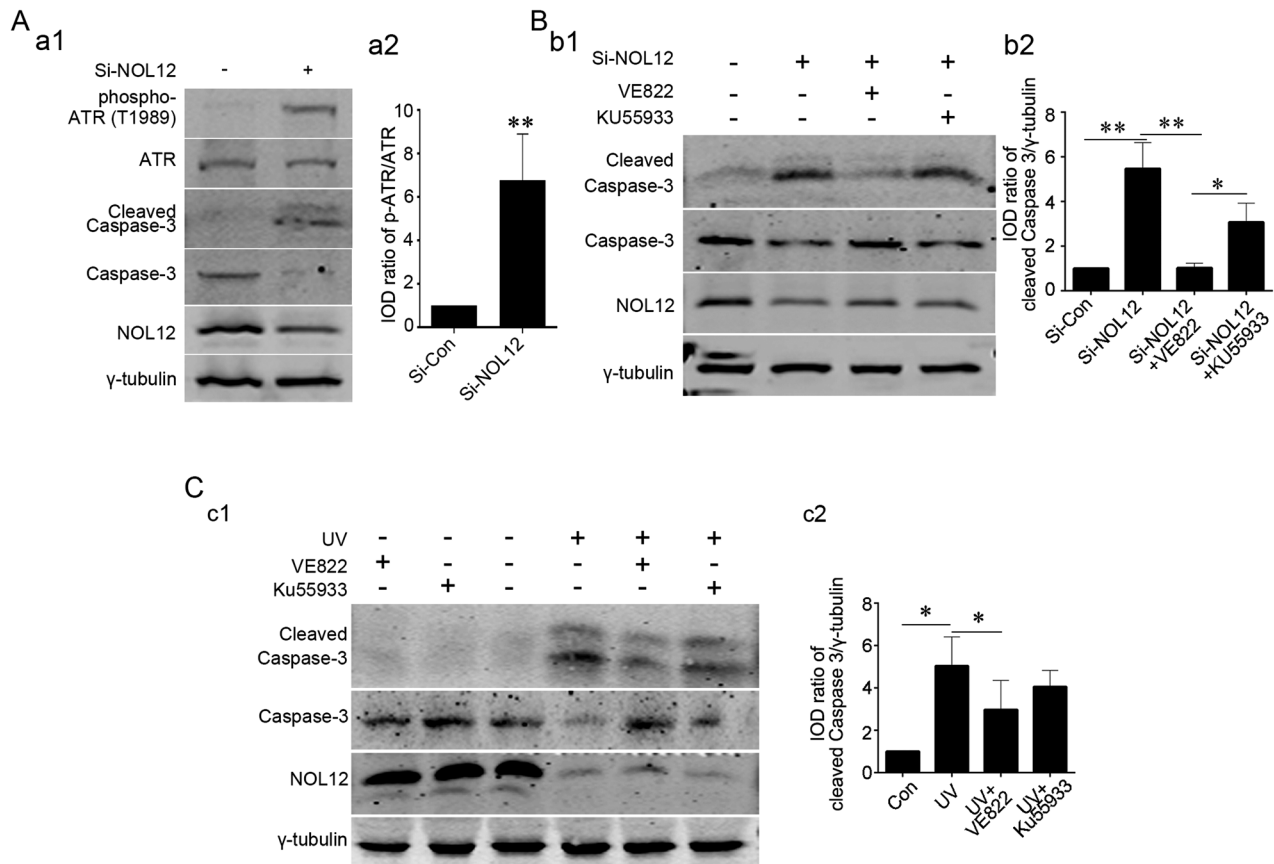 A
a1
Si-NOL12 - +
phospho-
ATR (T1989)
ATR
Cleaved
Caspase-3
Caspase-3
NOL12
γ-tubulin
a2
IOD ratio of p-ATR/ATR
10
8
6
4
2
0
**
Si-Con
Si-NOL12
B
b1
Si-NOL12 - + + +
VE822 - - + -
KU55933 - - - +
Cleaved
Caspase-3
Caspase-3
NOL12
γ-tubulin
b2
IOD ratio of
cleaved Caspase 3/γ-tubulin
8
6
4
2
0
** **
*
Si-Con
Si-NOL12
Si-NOL12
+VE822
Si-NOL12
+KU55933
C
c1
UV - - - + + +
VE822 + - - - + -
Ku55933 - + - - - +
Cleaved
Caspase-3
Caspase-3
NOL12
γ-tubulin
c2
IOD ratio of
cleaved Caspase 3/γ-tubulin
8
6
4
2
0
* *
Con
UV
UV+
VE822
UV+
Ku55933